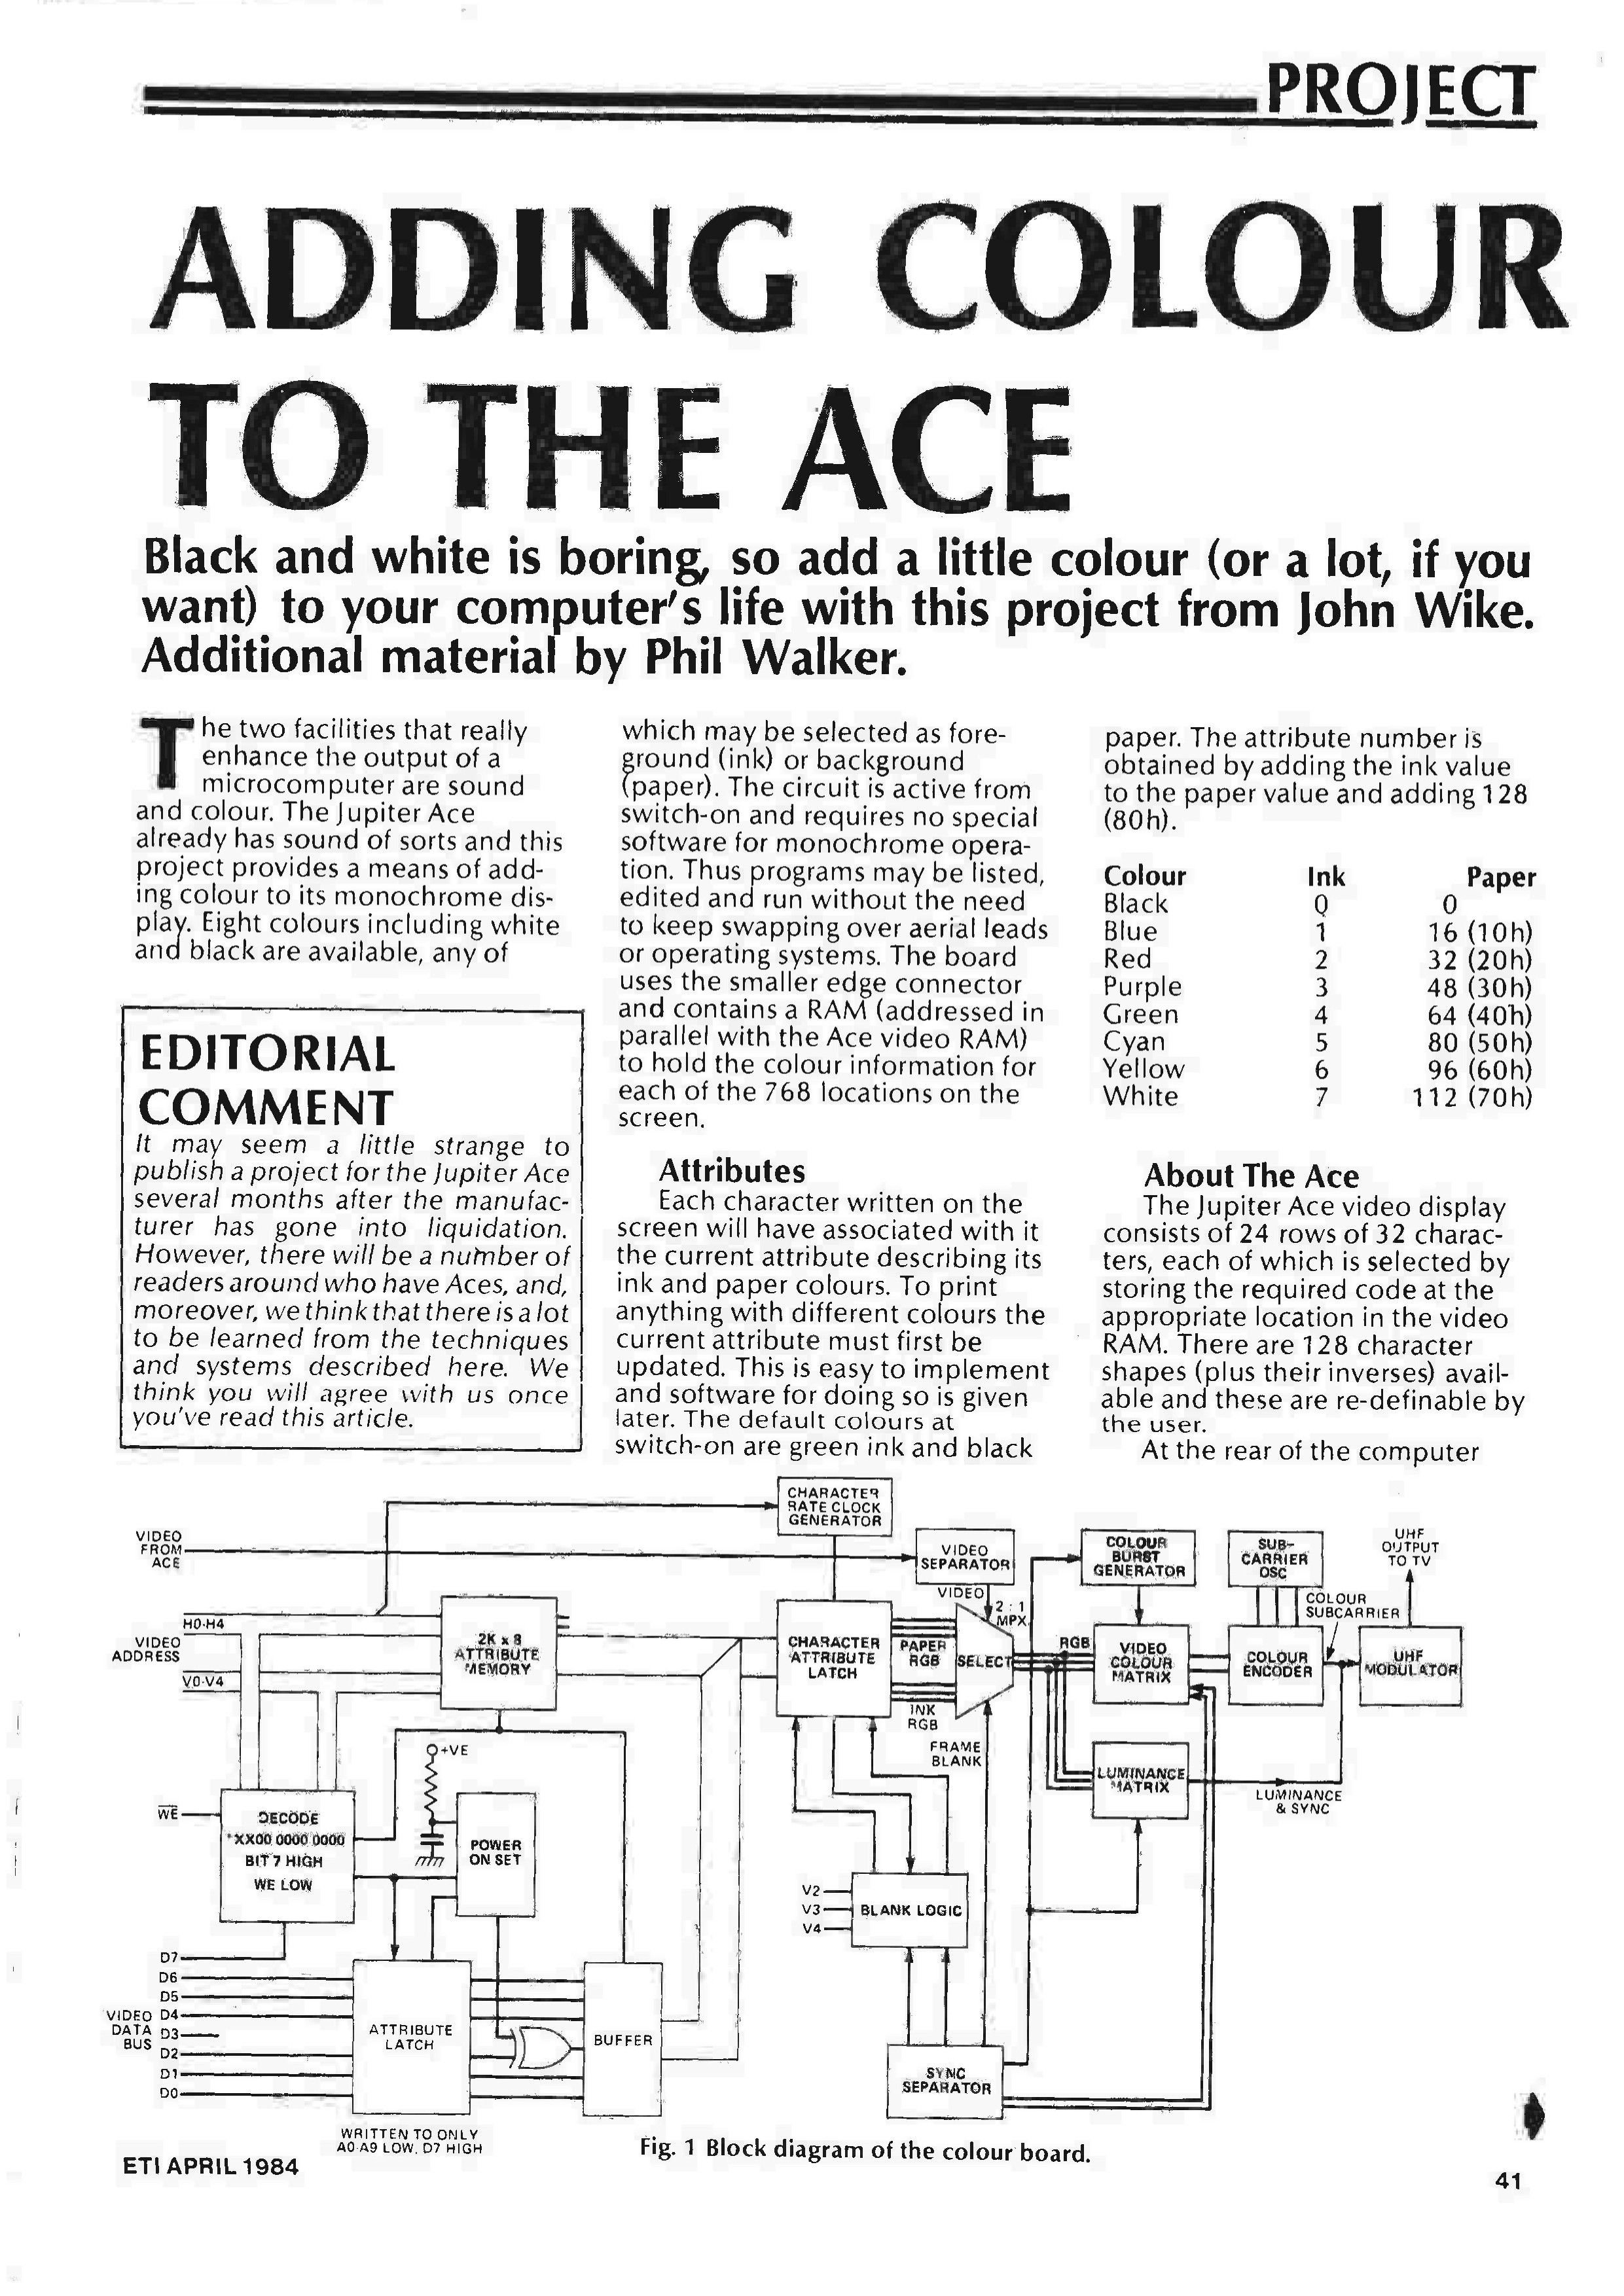 PROJECT
ADDING COLOUR
TO THE ACE
Black and white is boring, so add a little colour (or a lot, if you
want) to your computer's life with this project from John Wike.
Additional material by Phil Walker.
The two facilities that really
enhance the output of a
microcomputer are sound
and colour. The Jupiter Ace
already has sound of sorts and this
project provides a means of add-
ing colour to its monochrome dis-
play. Eight colours including white
and black are available, any of
EDITORIAL
COMMENT
It may seem a little strange to
publish a project for the Jupiter Ace
several months after the manufac-
turer has gone into liquidation.
However, there will be a number of
readers around who have Aces, and,
moreover, we think that there is a lot
to be learned from the techniques
and systems described here. We
think you will agree with us once
you've read this article.
which may be selected as fore-
ground (ink) or background
(paper). The circuit is active from
switch-on and requires no special
software for monochrome opera-
tion. Thus programs may be listed,
edited and run without the need
to keep swapping over aerial leads
or operating systems. The board
uses the smaller edge connector
and contains a RAM (addressed in
parallel with the Ace video RAM)
to hold the colour information for
each of the 768 locations on the
screen.
Attributes
Each character written on the
screen will have associated with it
the current attribute describing its
ink and paper colours. To print
anything with different colours the
current attribute must first be
updated. This is easy to implement
and software for doing so is given
later. The default colours at
switch-on are green ink and black
paper. The attribute number is
obtained by adding the ink value
to the paper value and adding 128
(80h).
Colour Ink Paper
Black 0 0
Blue 1 16 (10h)
Red 2 32 (20h)
Purple 3 48 (30h)
Green 4 64 (40h)
Cyan 5 80 (50h)
Yellow 6 96 (60h)
White 7 112 (70h)
About The Ace
The Jupiter Ace video display
consists of 24 rows of 32 charac-
ters, each of which is selected by
storing the required code at the
appropriate location in the video
RAM. There are 128 character
shapes (plus their inverses) avail-
able and these are re-definable by
the user.
At the rear of the computer
CHARACTER
RATE CLOCK
GENERATOR
VIDEO
FROM
ACE
VIDEO
SEPARATOR
COLOUR
BURST
GENERATOR
SUB-
CARRIER
OSC
UHF
OUTPUT
TO TV
VIDEO
2 : 1
MPX
COLOUR
SUBCARRIER
H0-H4
VIDEO
ADDRESS
V0-V4
2K x 8
ATTRIBUTE
MEMORY
CHARACTER
ATTRIBUTE
LATCH
PAPER
RGB
SELECT
RGB
VIDEO
COLOUR
MATRIX
COLOUR
ENCODER
UHF
MODULATOR
INK
RGB
FRAME
BLANK
+VE
LUMINANCE
MATRIX
LUMINANCE
& SYNC
WE
DECODE
*XX00 0000 0000
BIT 7 HIGH
WE LOW
POWER
ON SET
V2
V3
V4
BLANK LOGIC
D7
D6
D5
VIDEO D4
DATA D3
BUS D2
D1
D0
ATTRIBUTE
LATCH
BUFFER
SYNC
SEPARATOR
WRITTEN TO ONLY
A0-A9 LOW, D7 HIGH
Fig. 1 Block diagram of the colour board.
ETI APRIL 1984
41